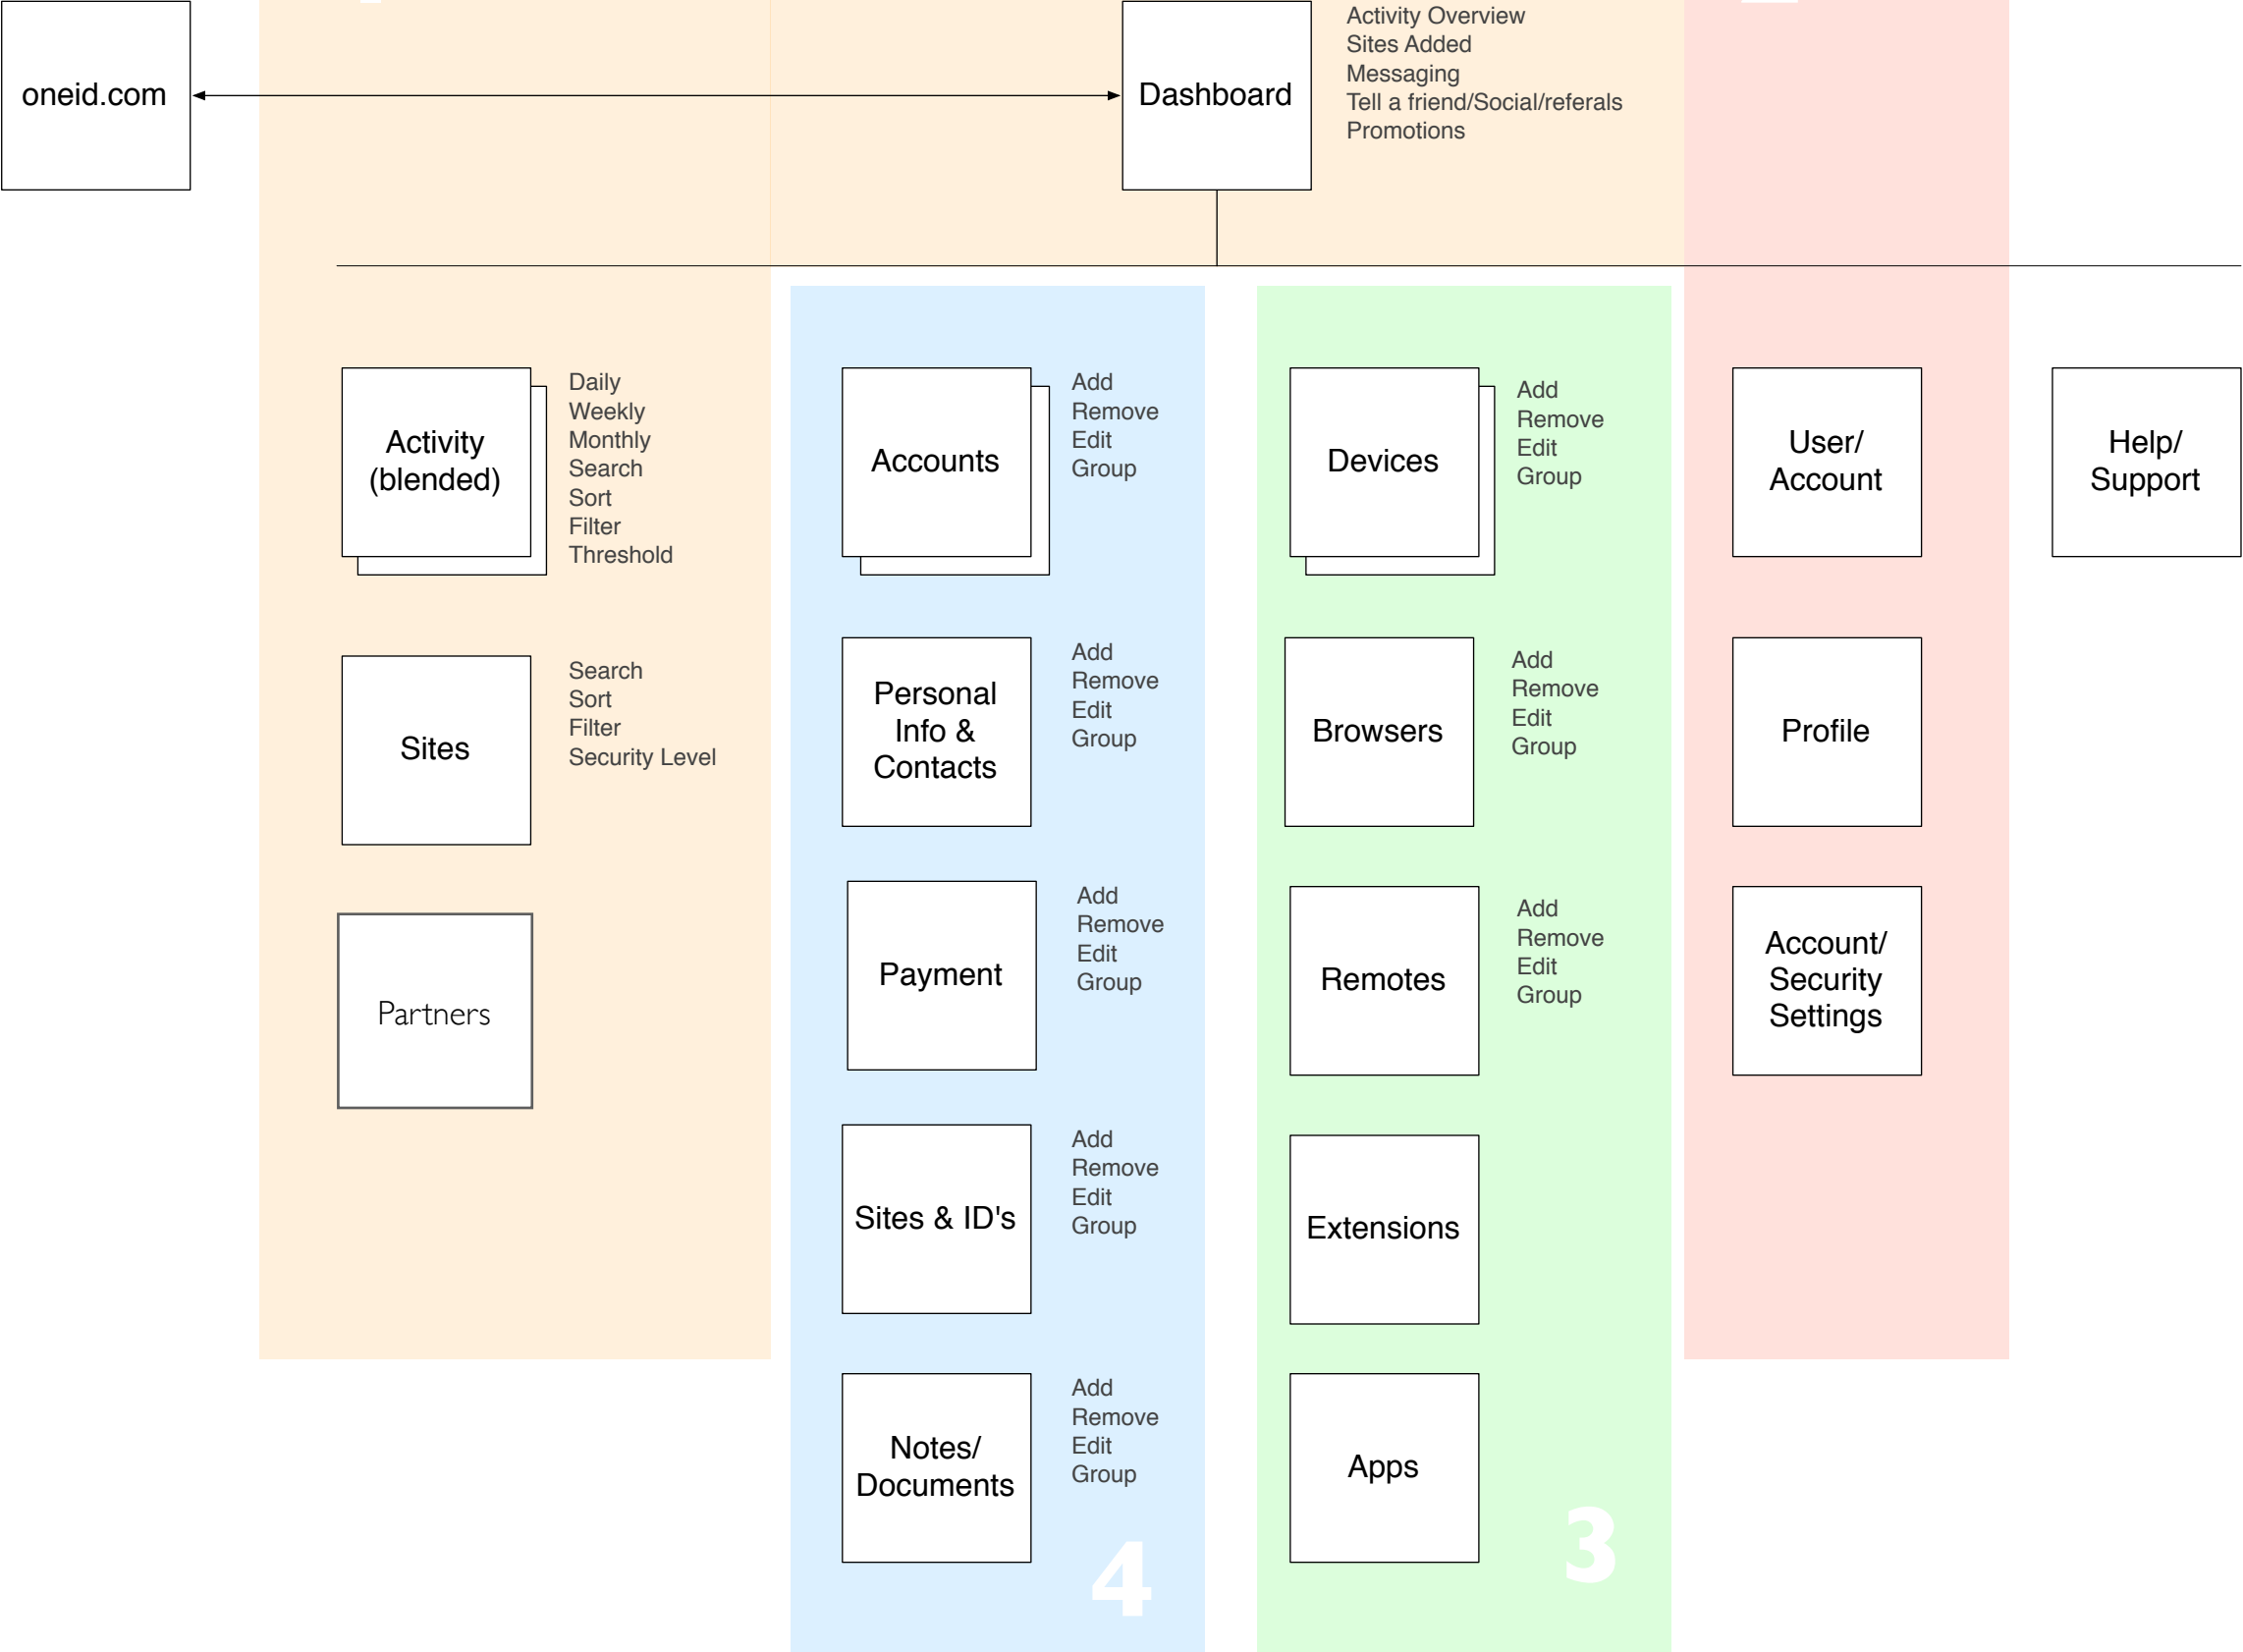 oneid.com
Dashboard
Activity Overview
Sites Added
Messaging
Tell a friend/Social/referals
Promotions
Activity
(blended)
Daily
Weekly
Monthly
Search
Sort
Filter
Threshold
Sites
Search
Sort
Filter
Security Level
Partners
Accounts
Add
Remove
Edit
Group
Personal
Info &
Contacts
Add
Remove
Edit
Group
Payment
Add
Remove
Edit
Group
Sites & ID's
Add
Remove
Edit
Group
Notes/
Documents
Add
Remove
Edit
Group
4
Devices
Add
Remove
Edit
Group
Browsers
Add
Remove
Edit
Group
Remotes
Add
Remove
Edit
Group
Extensions
Apps
3
User/
Account
Profile
Account/
Security
Settings
Help/
Support